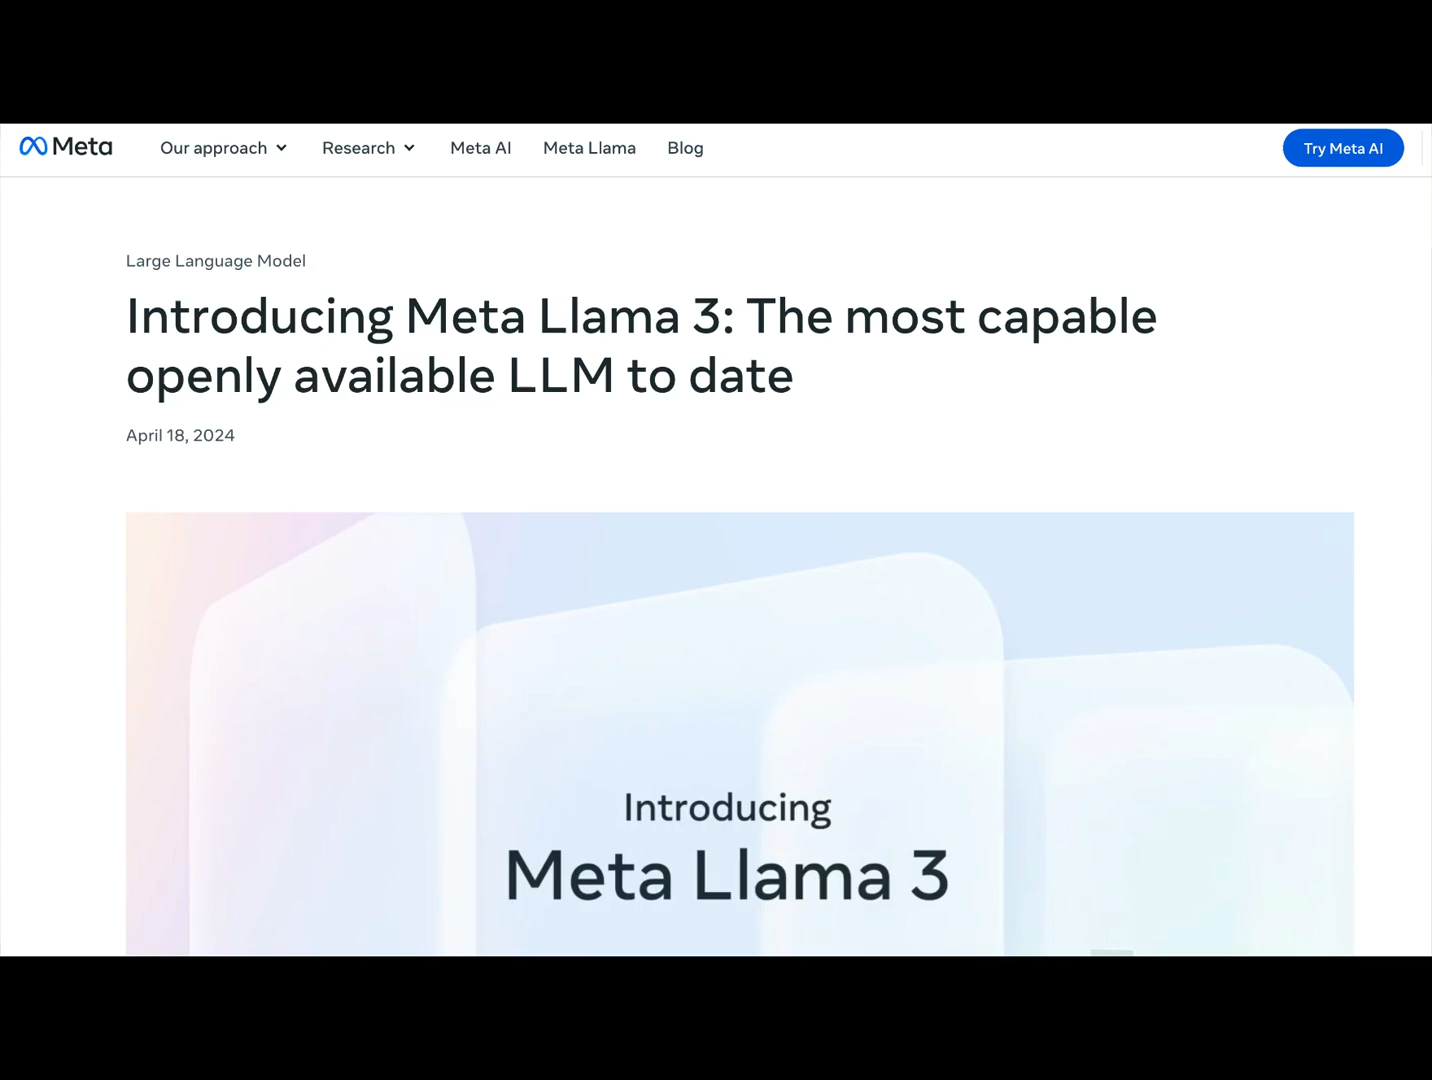 Meta
Our approach
Research
Meta AI
Meta Llama
Blog
Try Meta AI
Large Language Model
Introducing Meta Llama 3: The most capable
openly available LLM to date
April 18, 2024
Introducing
Meta Llama 3